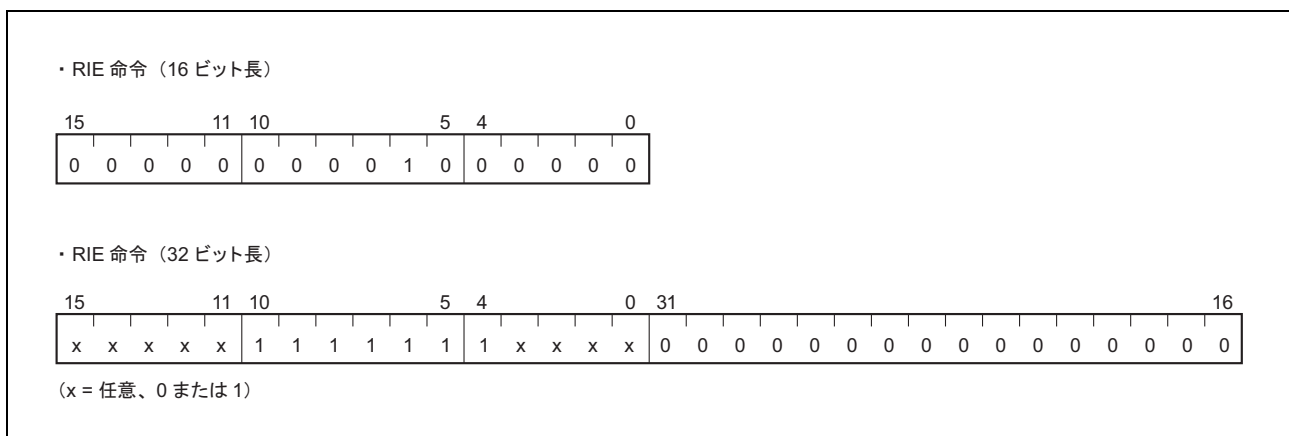 ・RIE 命令（16 ビット長）
15 11 10 5 4 0
0 0 0 0 0 0 0 0 0 1 0 0 0 0 0 0
・RIE 命令（32 ビット長）
15 11 10 5 4 0 31 16
x x x x x 1 1 1 1 1 1 1 x x x x 0 0 0 0 0 0 0 0 0 0 0 0 0 0 0 0
（x = 任意、0 または 1）